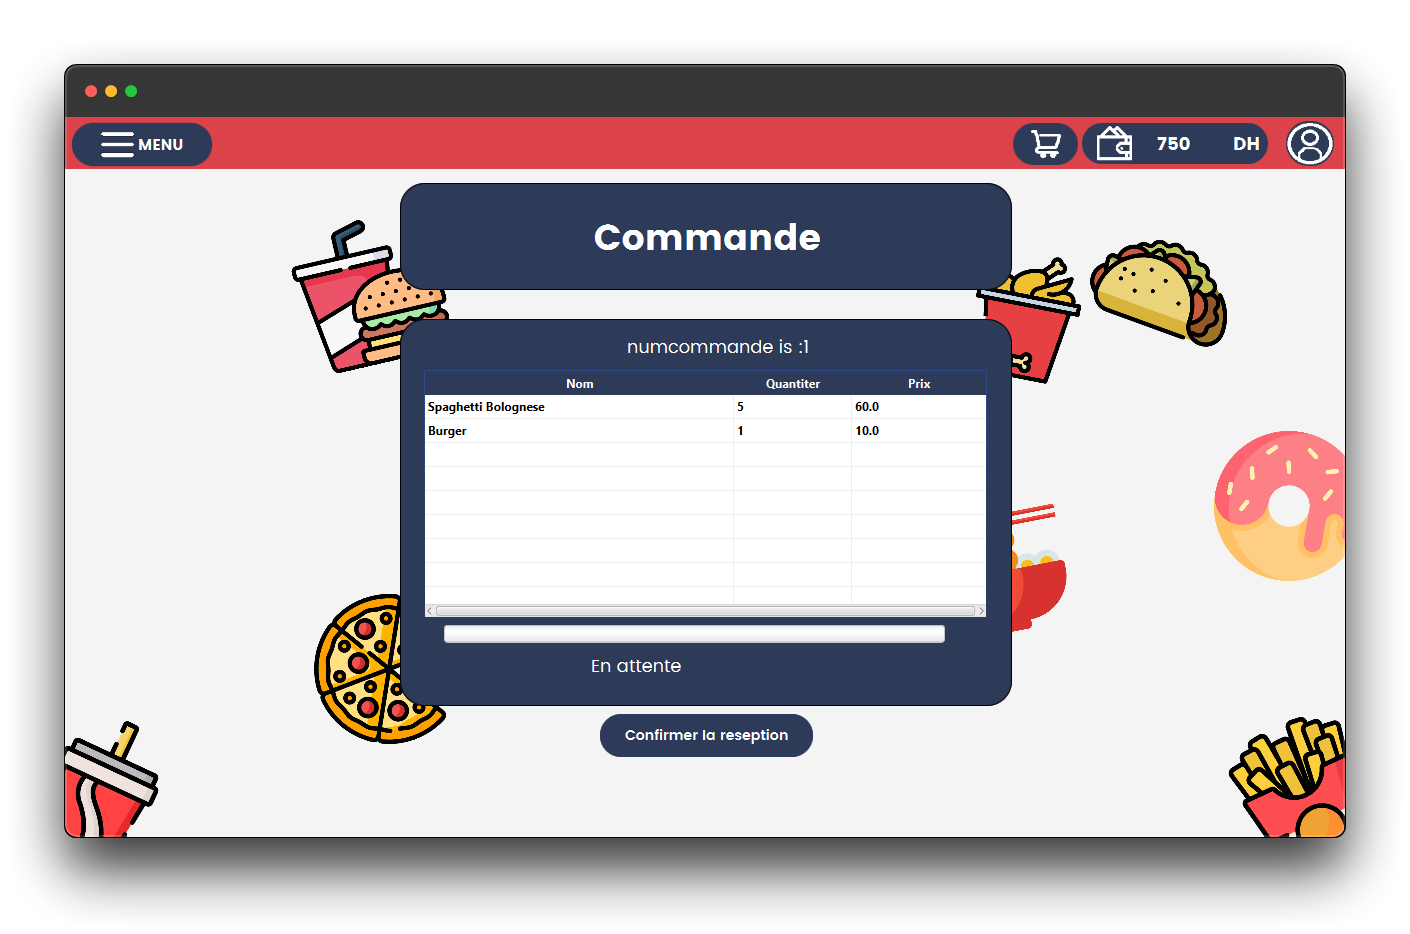 MENU
750 DH
Commande
numcommande is :1
Nom Quantiter Prix
Spaghetti Bolognese 5 60.0
Burger 1 10.0
En attente
Confirmer la reseption